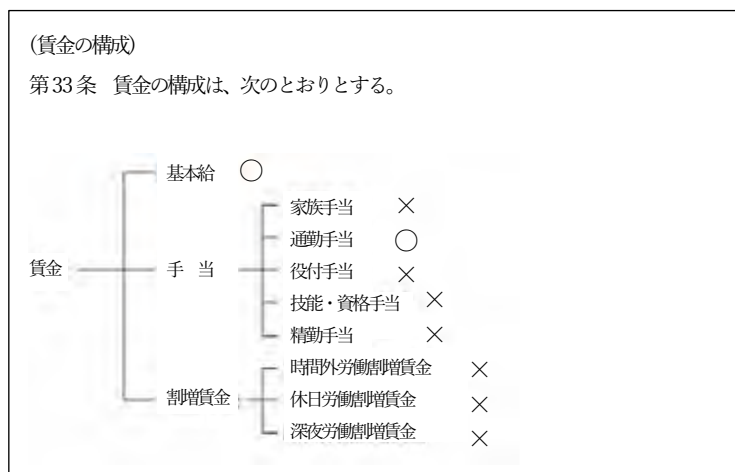 (賃金の構成)
第33条 賃金の構成は、次のとおりとする。
基本給 ○
家族手当 ×
通勤手当 ○
賃金 手 当 役付手当 ×
技能・資格手当 ×
精勤手当 ×
時間外労働割増賃金 ×
割増賃金 休日労働割増賃金 ×
深夜労働割増賃金 ×